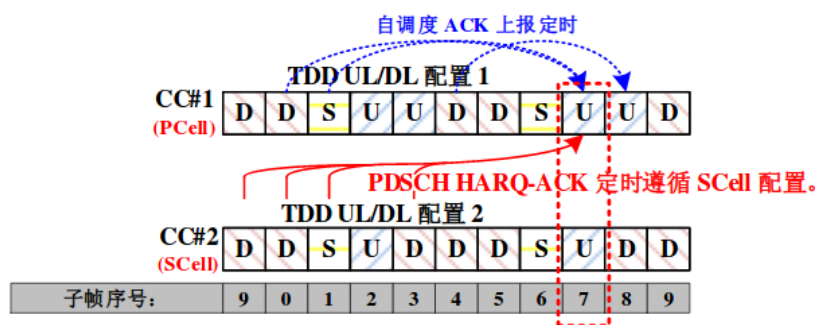 自调度 ACK 上报定时
TDD UL/DL 配置 1
CC#1
(PCell)
D D S U U D D S U U D
PDSCH HARQ-ACK 定时遵循 SCell 配置。
TDD UL/DL 配置 2
CC#2
(SCell)
D D S U D D D S U D D
子帧序号： 9 0 1 2 3 4 5 6 7 8 9